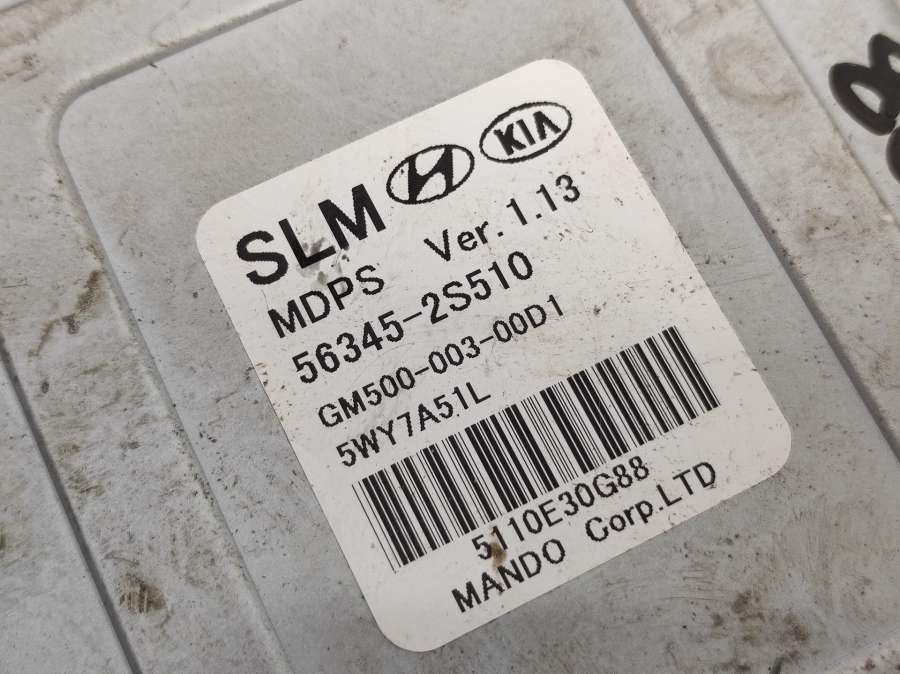 SLM H KIA
MDPS Ver.1.13
56345-2S510
GM500-003-00D1
5WY7A51L
5110E30G88
MANDO Corp.LTD